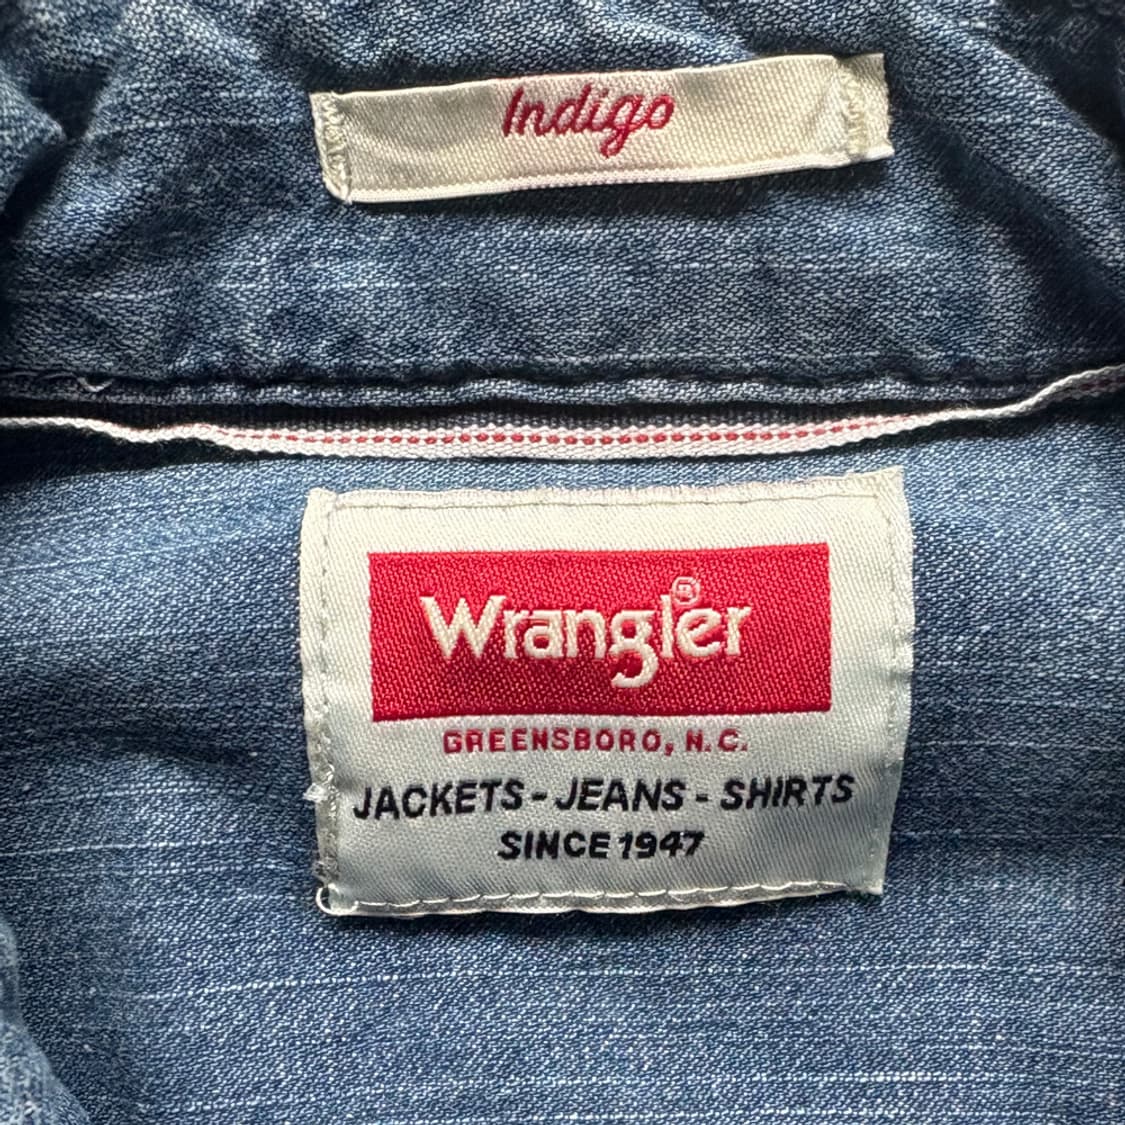 Indigo
Wrangler®
GREENSBORO, N.C.
JACKETS - JEANS - SHIRTS
SINCE 1947